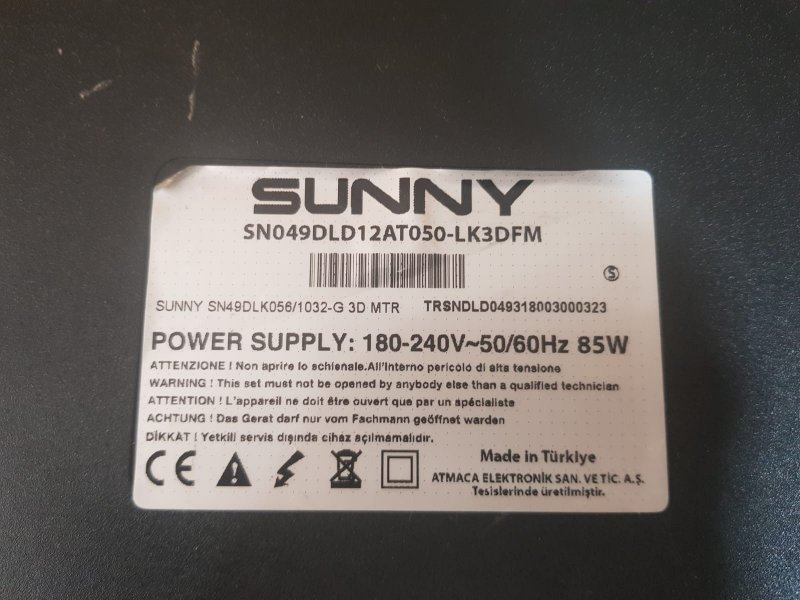 SUNNY
SN049DLD12AT050-LK3DFM
S
SUNNY SN49DLK056/1032-G 3D MTR TRSNDLD049318003000323
POWER SUPPLY: 180-240V~50/60Hz 85W
ATTENZIONE ! Non aprire lo schienale.All'Interno pericolo di alta tensione
WARNING ! This set must not be opened by anybody else than a qualified technician
ATTENTION ! L'appareil ne doit être ouvert que par un spécialiste
ACHTUNG ! Das Gerat darf nur vom Fachmann geöffnet warden
DİKKAT ! Yetkili servis dışında cihaz açılmamalıdır.
CE
Made in Türkiye
ATMACA ELEKTRONİK SAN. VE TİC. A.Ş.
Tesislerinde üretilmiştir.